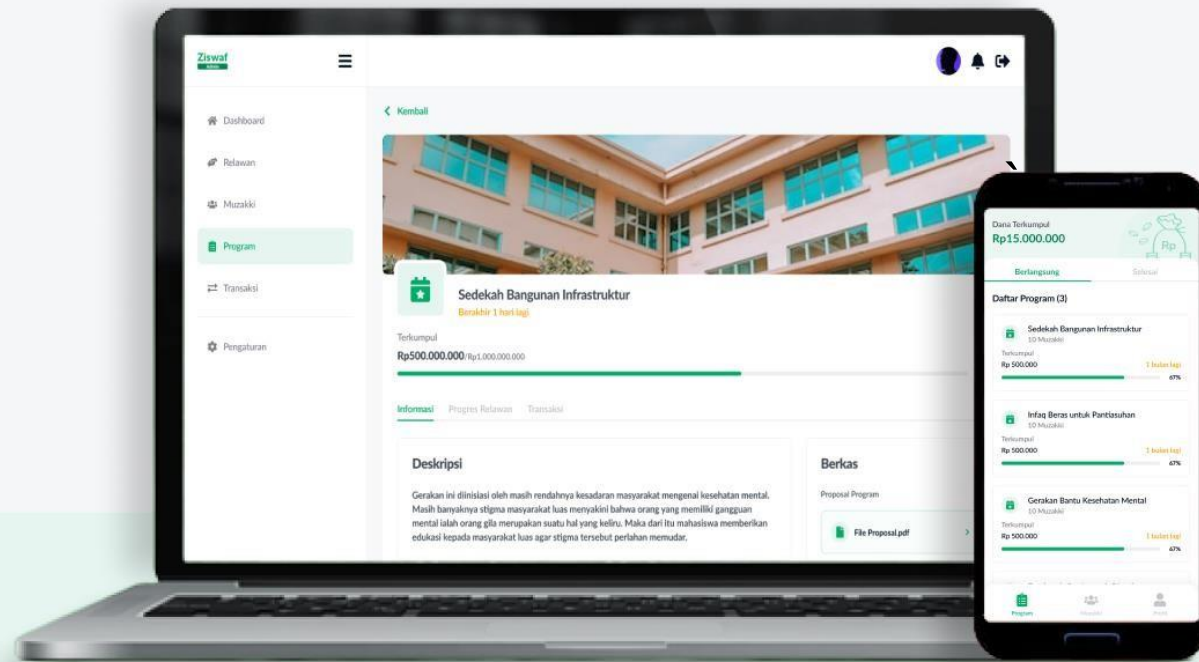 Ziswaf
Kembali
Dashboard
Relawan
Muzakki
Program
Transaksi
Pengaturan
Sedekah Bangunan Infrastruktur
Berakhir 1 hari lagi
Terkumpul
Rp500.000.000/Rp1.000.000.000
Informasi Progres Relawan Transaksi
Deskripsi
Gerakan ini diinisiasi oleh masih rendahnya kesadaran masyarakat mengenai kesehatan mental.
Masih banyaknya stigma masyarakat luas menyakini bahwa orang yang memiliki gangguan
mental ialah orang gila merupakan suatu hal yang keliru. Maka dari itu mahasiswa memberikan
edukasi kepada masyarakat luas agar stigma tersebut perlahan memudar.
Berkas
Proposal Program
File Proposal.pdf
Dana Terkumpul
Rp15.000.000
Rp
Berlangsung Selesai
Daftar Program (3)
Sedekah Bangunan Infrastruktur
10 Muzakki
Terkumpul
Rp 500.000 1 bulan lagi
67%
Infaq Beras untuk Pantiasuhan
10 Muzakki
Terkumpul
Rp 500.000 1 bulan lagi
67%
Gerakan Bantu Kesehatan Mental
10 Muzakki
Terkumpul
Rp 500.000 1 bulan lagi
67%
Program Muzakki Profil